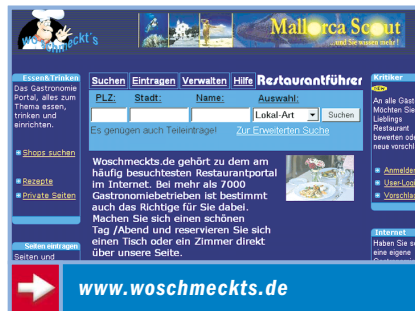 wo schmeckt's
Mallorca Scout
...und Sie wissen mehr!
Essen&Trinken
Das Gastronomie
Portal, alles zum
Thema essen,
trinken und
einrichten.
Shops suchen
Rezepte
Private Seiten
Seiten eintragen
Seiten und
Suchen Eintragen Verwalten Hilfe Restaurantführer
PLZ: Stadt: Name: Auswahl:
Lokal-Art Suchen
Es genügen auch Teileinträge! Zur Erweiterten Suche
Woschmeckts.de gehört zu dem am
häufig besuchtesten Restaurantportal
im Internet. Bei mehr als 7000
Gastronomiebetrieben ist bestimmt
auch das Richtige für Sie dabei.
Machen Sie sich einen schönen
Tag /Abend und reservieren Sie sich
einen Tisch oder ein Zimmer direkt
über unsere Seite.
Kritiker
NEW
An alle Gäst
Möchten Sie
Lieblings
Restaurant
bewerten ode
neue vorschl
Anmelde
User-Log
Vorschla
Internet
Haben Sie s
eine eigene
www.woschmeckts.de